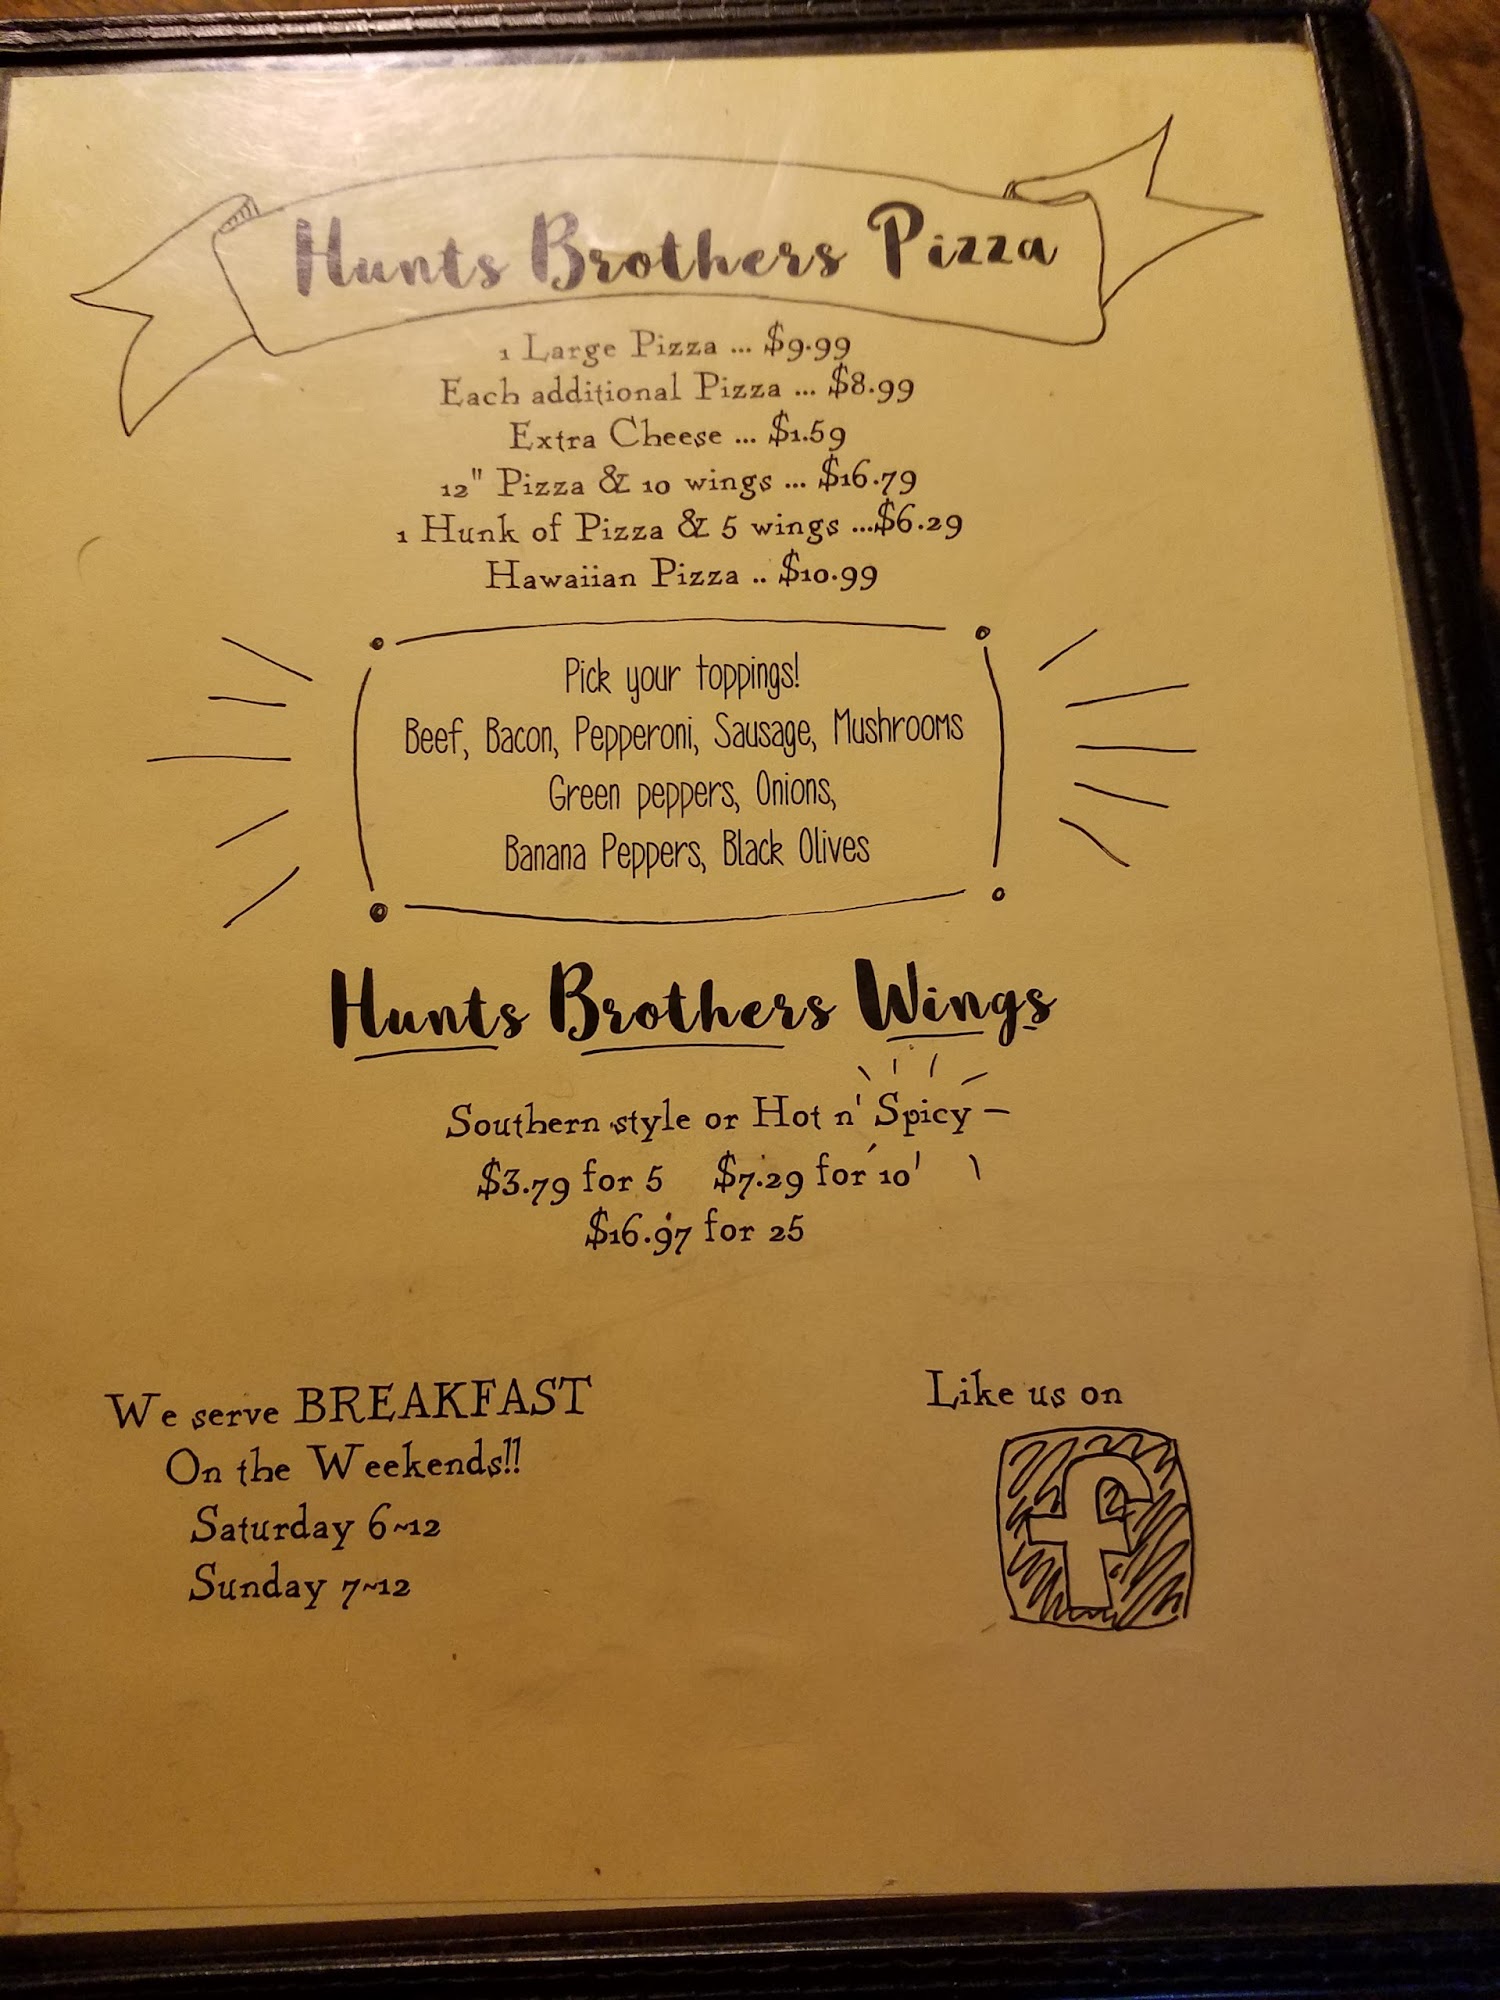 Hunts Brothers Pizza
1 Large Pizza ... $9.99
Each additional Pizza ... $8.99
Extra Cheese ... $1.59
12" Pizza & 10 wings ... $16.79
1 Hunk of Pizza & 5 wings ...$6.29
Hawaiian Pizza .. $10.99
Pick your toppings!
Beef, Bacon, Pepperoni, Sausage, Mushrooms
Green peppers, Onions,
Banana Peppers, Black Olives
Hunts Brothers Wings
Southern style or Hot n' Spicy
$3.79 for 5 $7.29 for 10
$16.97 for 25
We serve BREAKFAST
On the Weekends!!
Saturday 6~12
Sunday 7~12
Like us on
f